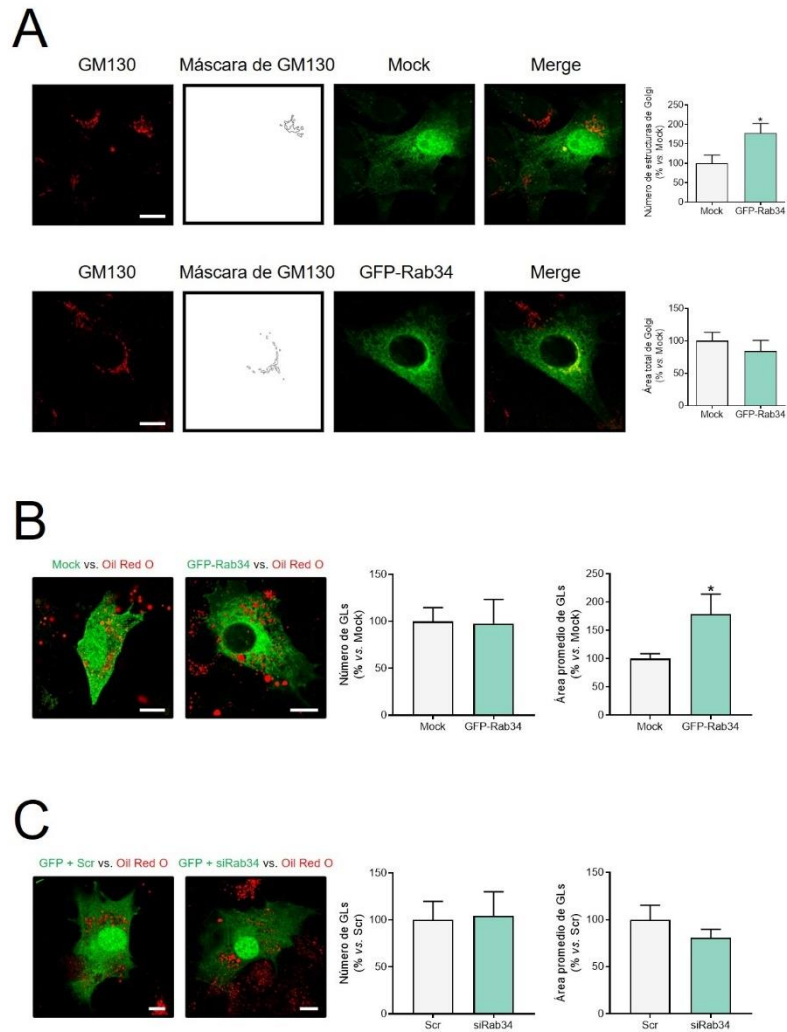 A
GM130 Máscara de GM130 Mock Merge
Número de estructuras de Golgi
(% vs. Mock)
250
200
150
100
50
0
*
Mock GFP-Rab34
GM130 Máscara de GM130 GFP-Rab34 Merge
Área total de Golgi
(% vs. Mock)
150
100
50
0
Mock GFP-Rab34
B
Mock vs. Oil Red O GFP-Rab34 vs. Oil Red O
Número de GLs
(% vs. Mock)
150
100
50
0
Mock GFP-Rab34
Área promedio de GLs
(% vs. Mock)
250
200
150
100
50
0
*
Mock GFP-Rab34
C
GFP + Scr vs. Oil Red O GFP + siRab34 vs. Oil Red O
Número de GLs
(% vs. Scr)
150
100
50
0
Scr siRab34
Área promedio de GLs
(% vs. Scr)
150
100
50
0
Scr siRab34